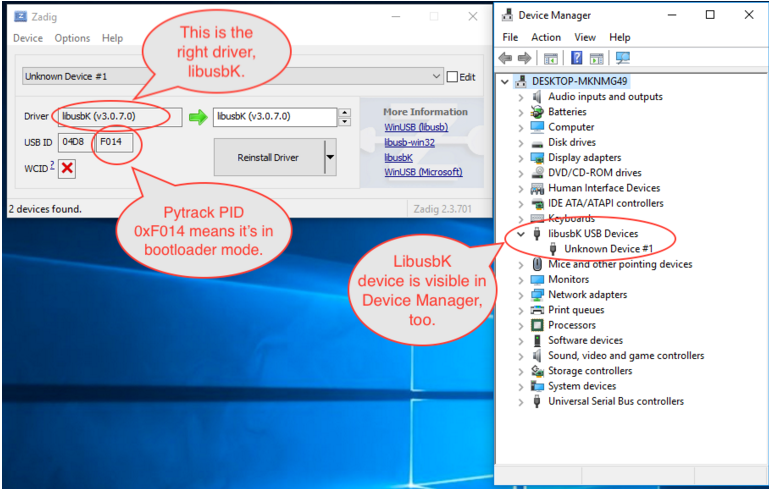 Zadig
Device Options Help
Unknown Device #1
Edit
Driver libusbK (v3.0.7.0) libusbK (v3.0.7.0)
USB ID 04D8 F014
WCID ?
Reinstall Driver
More Information
WinUSB (libusb)
libusb-win32
libusbK
WinUSB (Microsoft)
2 devices found.
Zadig 2.3.701
This is the
right driver,
libusbK.
Pytrack PID
0xF014 means it's in
bootloader mode.
LibusbK
device is visible in
Device Manager,
too.
Device Manager
File Action View Help
DESKTOP-MKNMG49
Audio inputs and outputs
Batteries
Computer
Disk drives
Display adapters
DVD/CD-ROM drives
Human Interface Devices
IDE ATA/ATAPI controllers
Keyboards
libusbK USB Devices
Unknown Device #1
Mice and other pointing devices
Monitors
Network adapters
Print queues
Processors
Software devices
Sound, video and game controllers
Storage controllers
System devices
Universal Serial Bus controllers